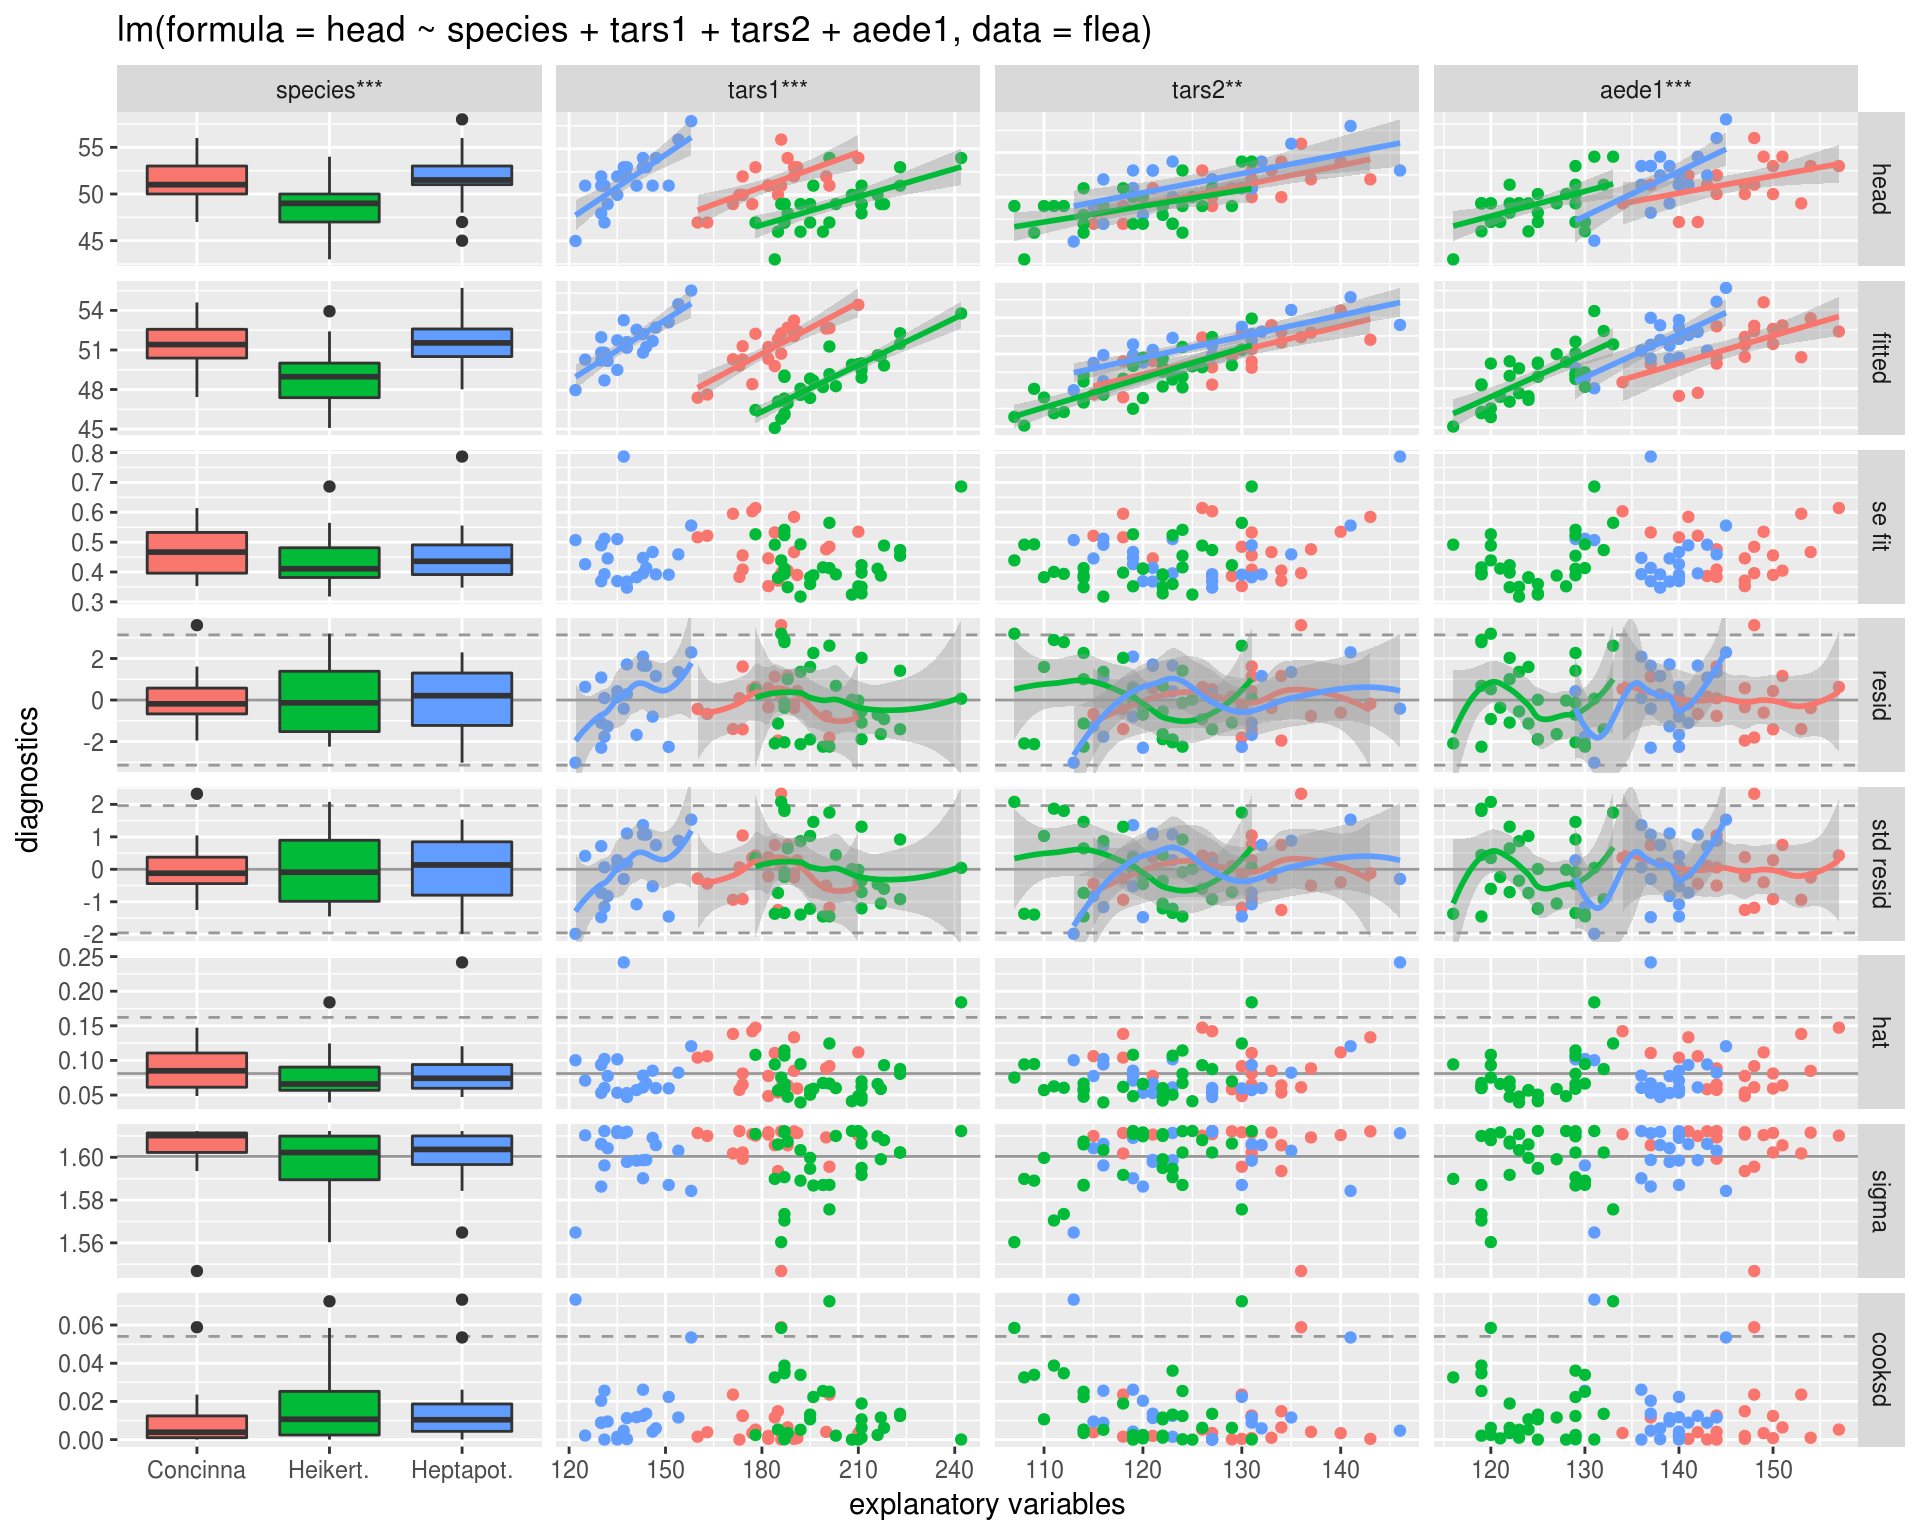 lm(formula = head ~ species + tars1 + tars2 + aede1, data = flea)
species*** tars1*** tars2** aede1***
55
50
45
head
54
51
48
45
fitted
0.8
0.7
0.6
0.5
0.4
0.3
se fit
2
0
-2
resid
2
1
0
-1
-2
std resid
0.25
0.20
0.15
0.10
0.05
hat
1.60
1.58
1.56
sigma
0.06
0.04
0.02
0.00
cooksd
diagnostics
Concinna Heikert. Heptapot. 120 150 180 210 240 110 120 130 140 120 130 140 150
explanatory variables